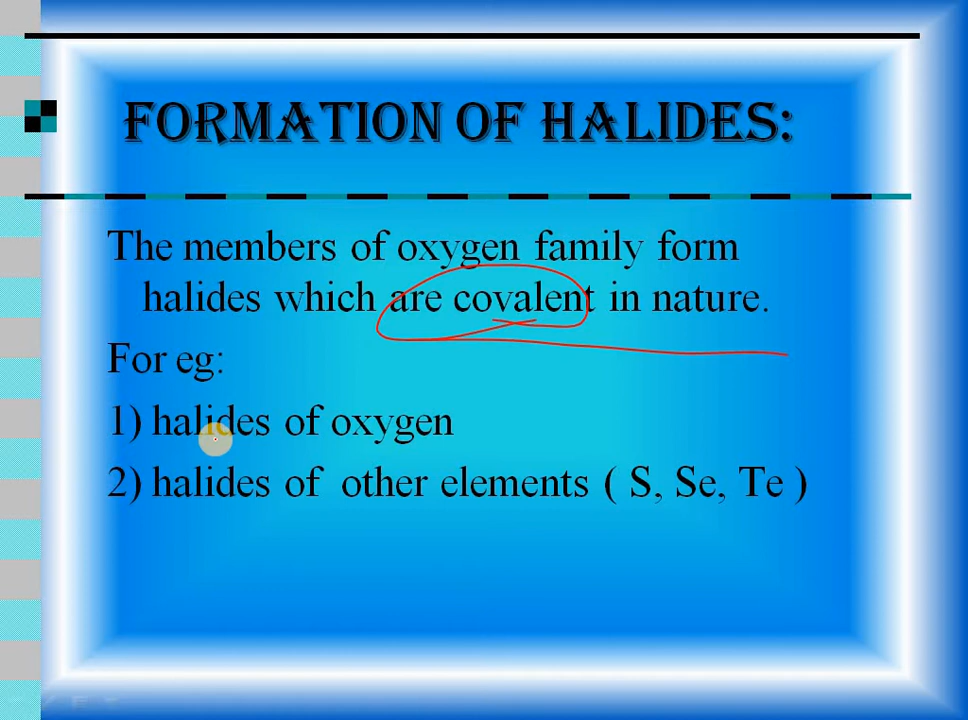 FORMATION OF HALIDES:
The members of oxygen family form
halides which are covalent in nature.
For eg:
1) halides of oxygen
2) halides of other elements ( S, Se, Te )